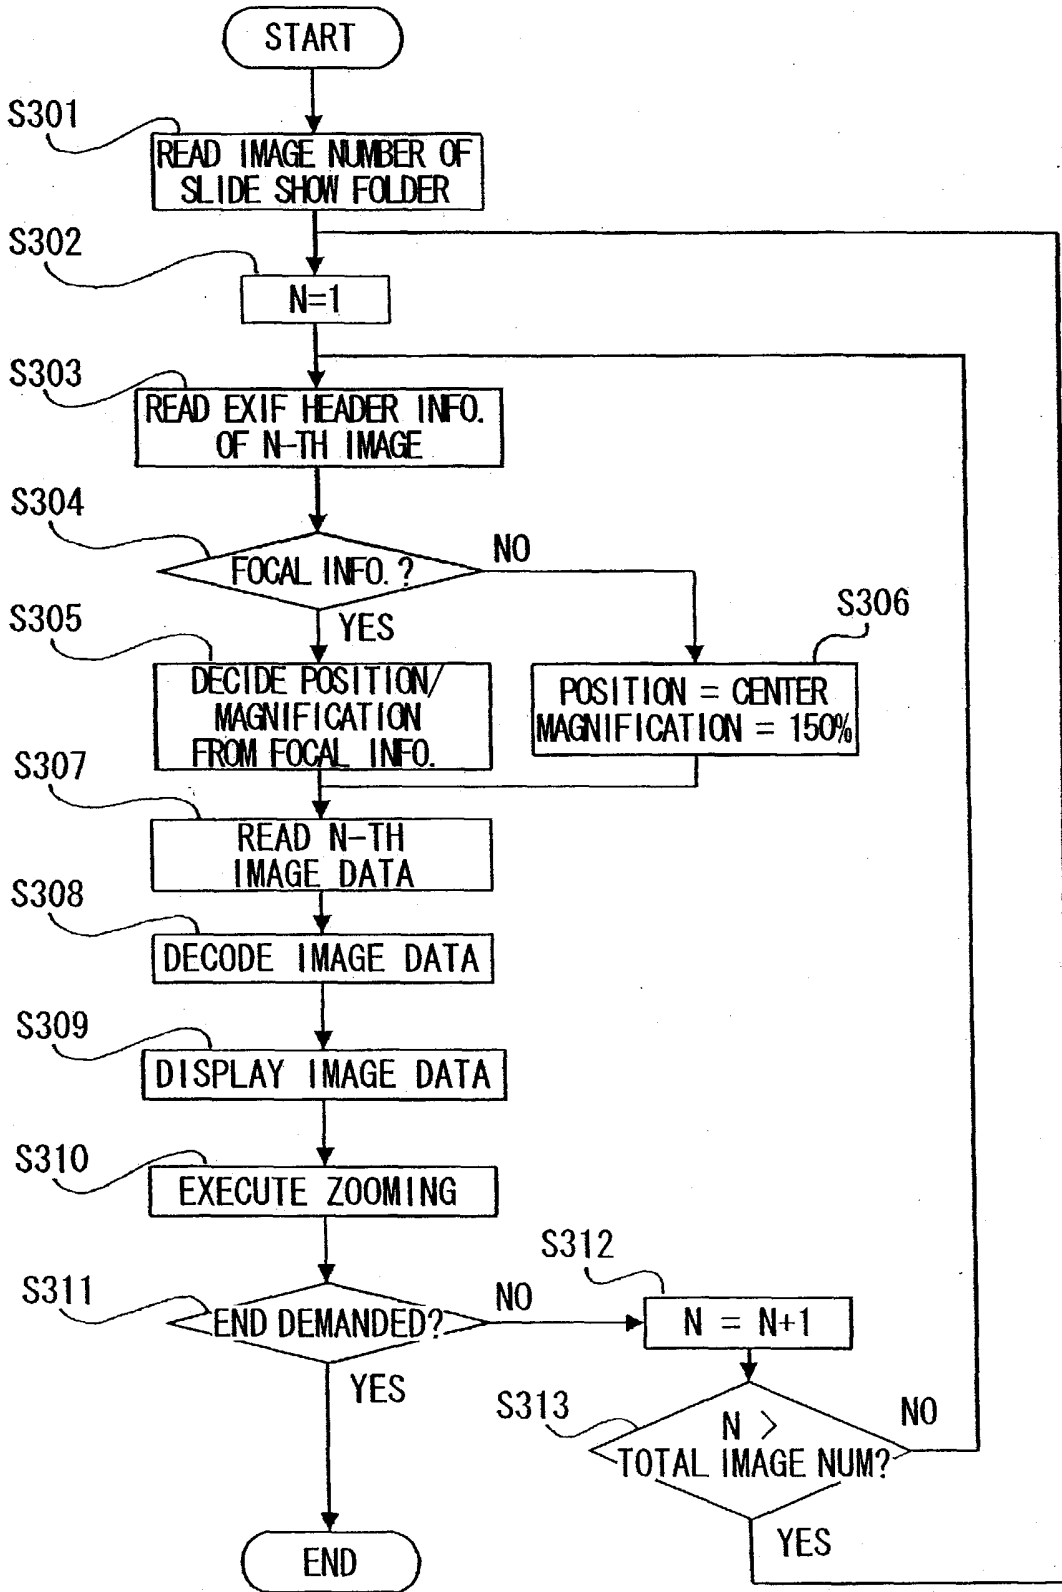 START
S301
READ IMAGE NUMBER OF
SLIDE SHOW FOLDER
S302
N=1
S303
READ EXIF HEADER INFO.
OF N-TH IMAGE
S304
FOCAL INFO.?
NO
YES
S305
DECIDE POSITION/
MAGNIFICATION
FROM FOCAL INFO.
S306
POSITION = CENTER
MAGNIFICATION = 150%
S307
READ N-TH
IMAGE DATA
S308
DECODE IMAGE DATA
S309
DISPLAY IMAGE DATA
S310
EXECUTE ZOOMING
S311
END DEMANDED?
NO
YES
S312
N = N+1
S313
N >
TOTAL IMAGE NUM?
NO
YES
END